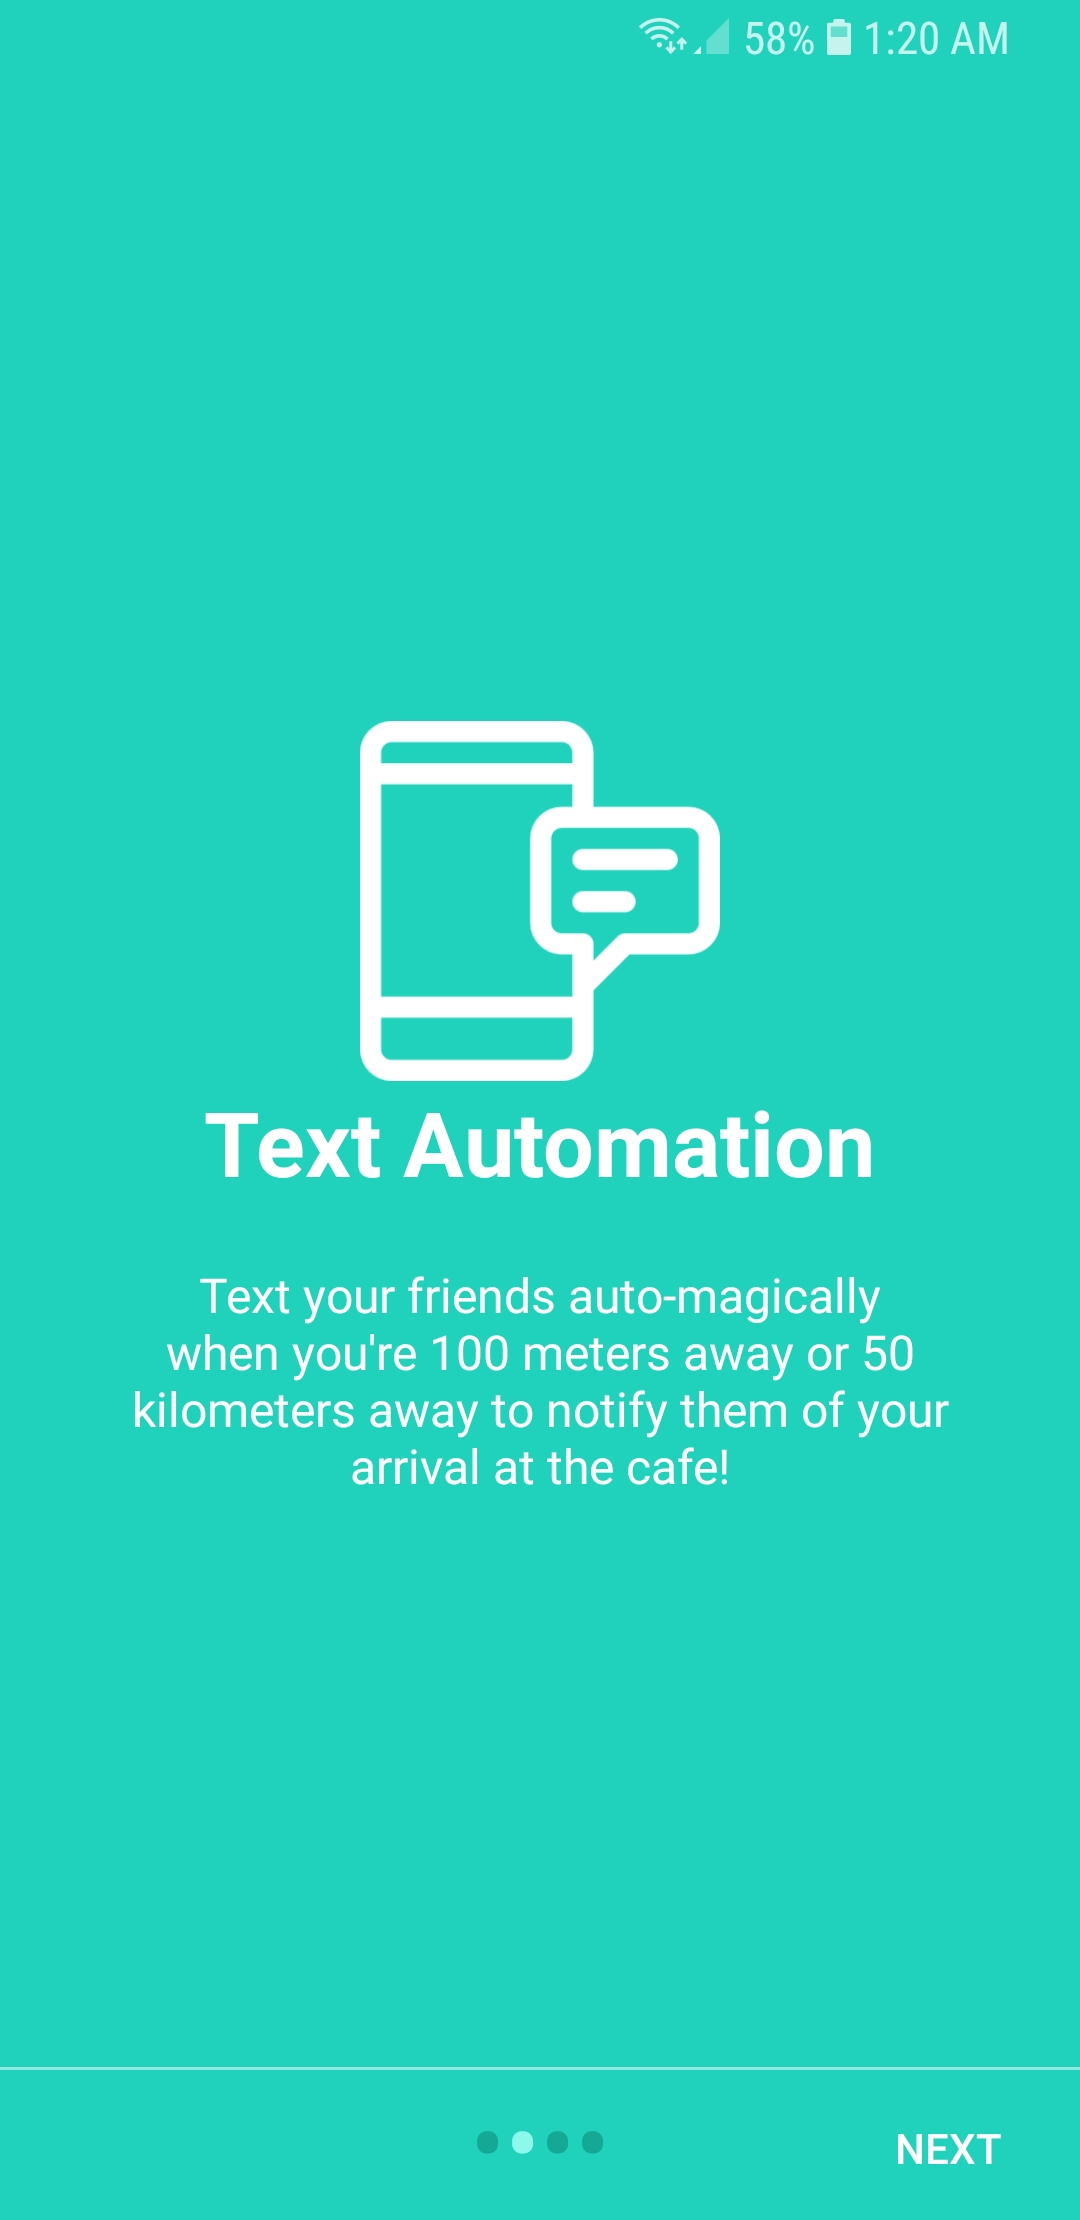 58% 1:20 AM
Text Automation
Text your friends auto-magically
when you're 100 meters away or 50
kilometers away to notify them of your
arrival at the cafe!
NEXT